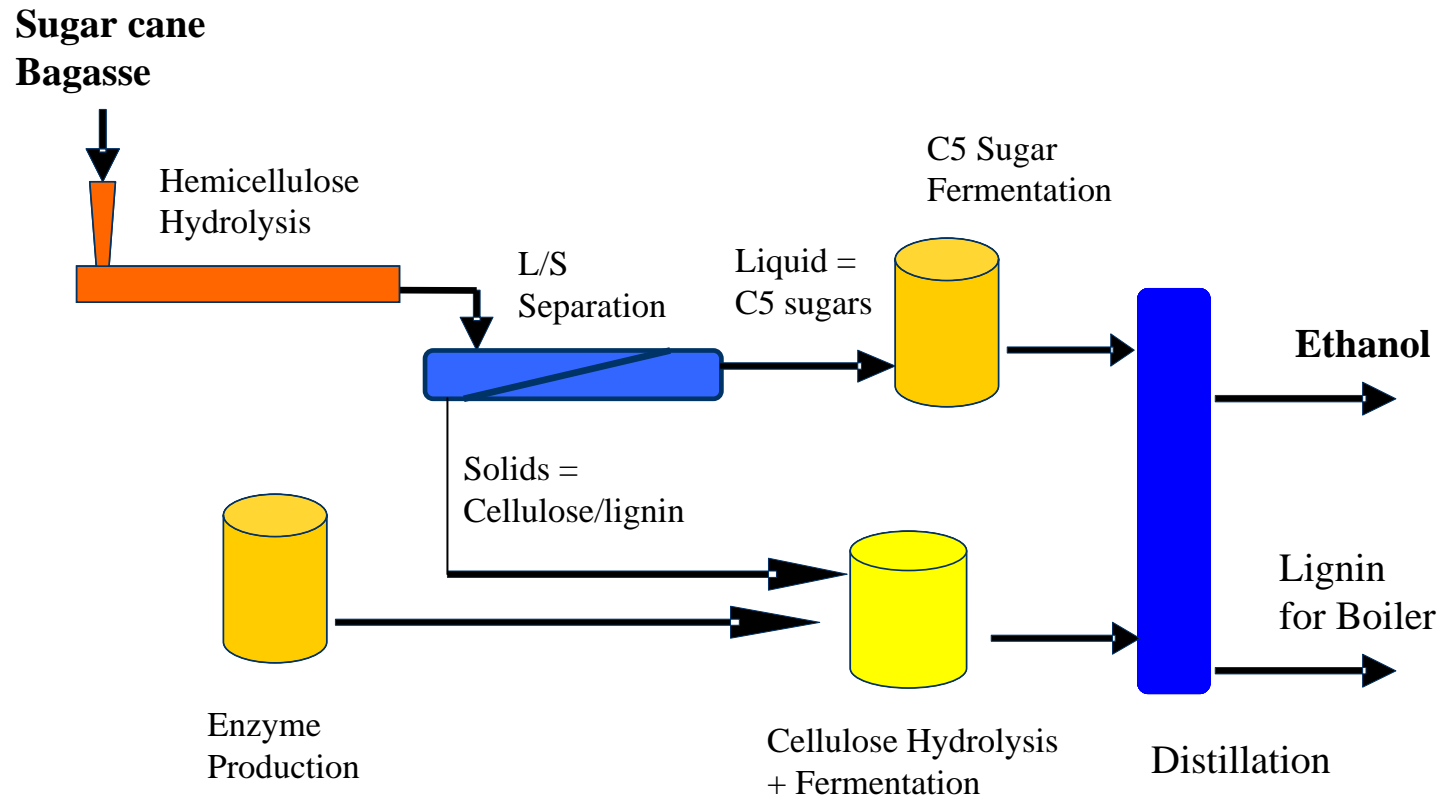 Sugar cane
Bagasse
Hemicellulose
Hydrolysis
L/S
Separation
Liquid =
C5 sugars
C5 Sugar
Fermentation
Ethanol
Solids =
Cellulose/lignin
Lignin
for Boiler
Enzyme
Production
Cellulose Hydrolysis
+ Fermentation
Distillation